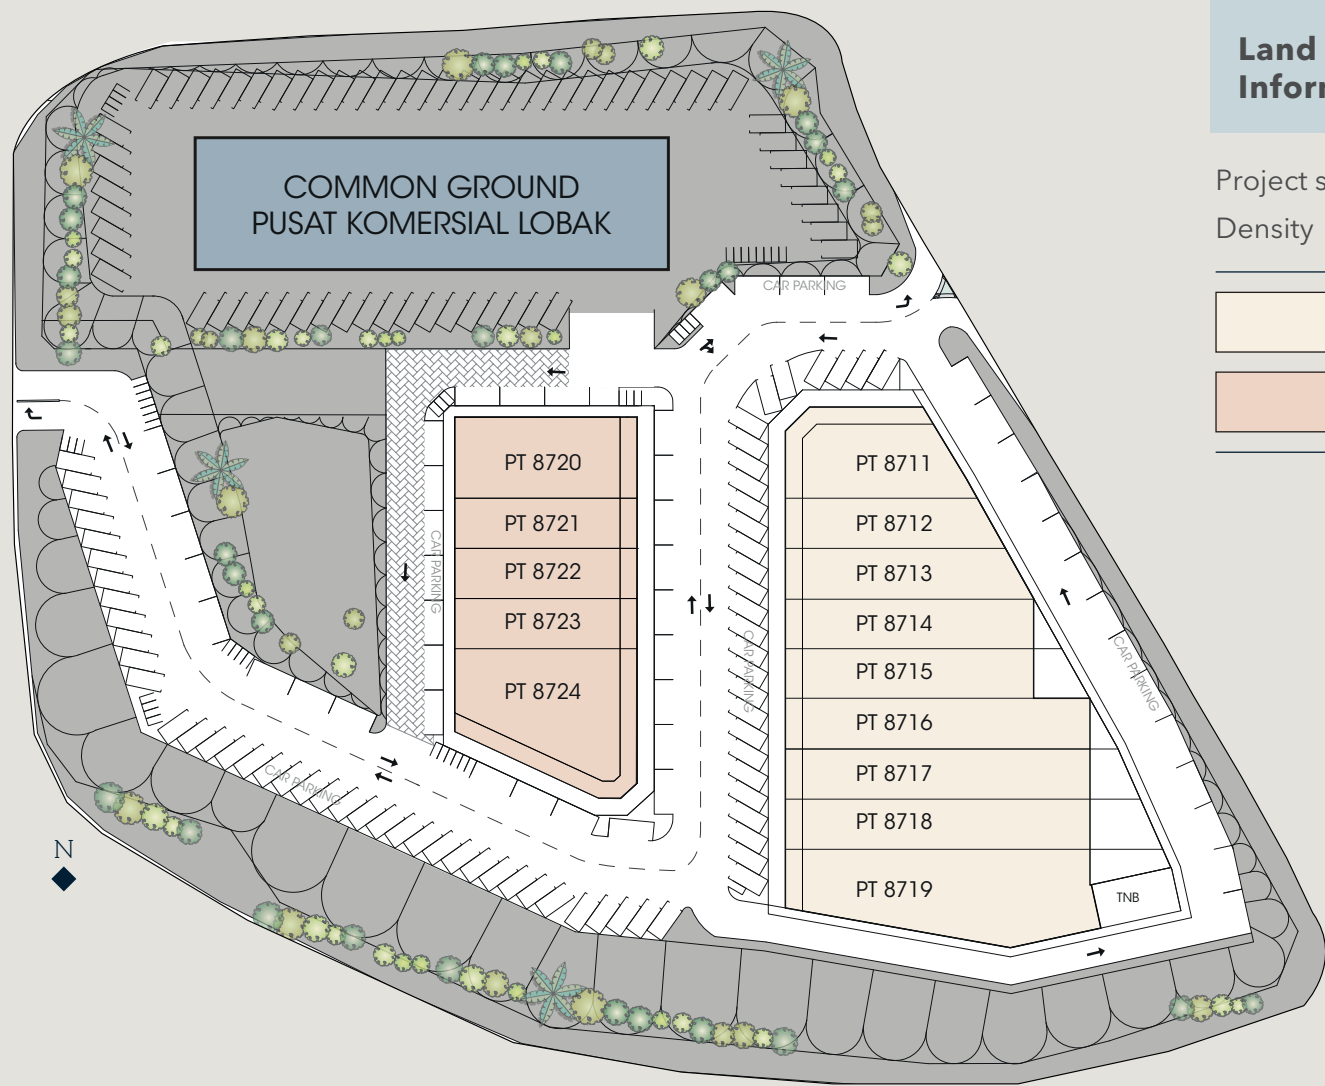 COMMON GROUND
PUSAT KOMERSIAL LOBAK
Land
Project
Density
CAR PARKING
PT 8720
PT 8721
PT 8722
PT 8723
PT 8724
CAR PARKING
PT 8711
PT 8712
PT 8713
PT 8714
PT 8715
PT 8716
PT 8717
PT 8718
PT 8719
TNB
CAR PARKING
CAR PARKING
CAR PARKING
N